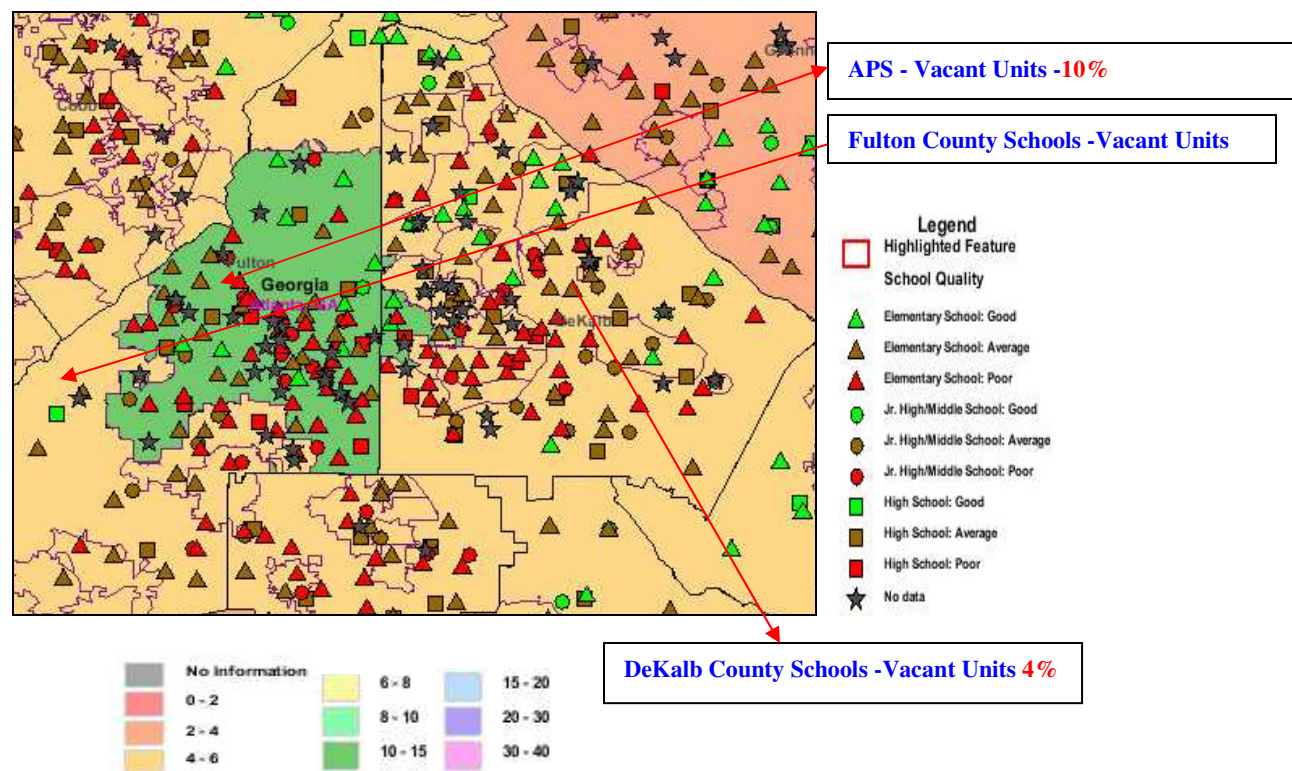 APS - Vacant Units -10%
Fulton County Schools -Vacant Units
Cobb
Fulton
Georgia
DeKalb
Legend
Highlighted Feature
School Quality
Elementary School: Good
Elementary School: Average
Elementary School: Poor
Jr. High/Middle School: Good
Jr. High/Middle School: Average
Jr. High/Middle School: Poor
High School: Good
High School: Average
High School: Poor
No data
DeKalb County Schools -Vacant Units 4%
No Information
0 - 2
2 - 4
4 - 6
6 - 8
8 - 10
10 - 15
15 - 20
20 - 30
30 - 40